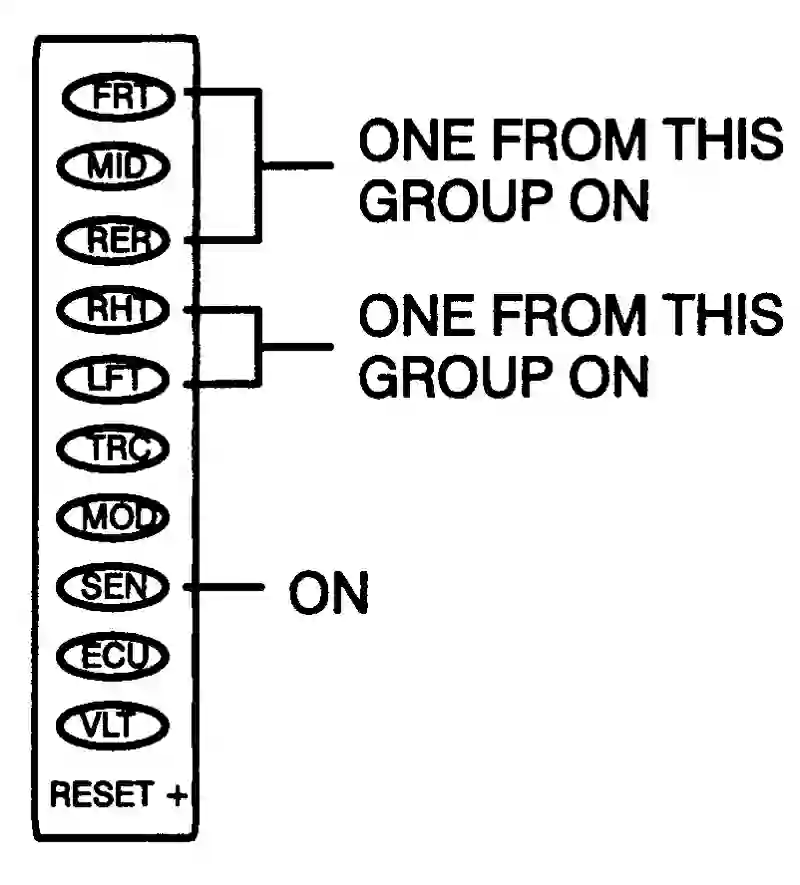 FRT
MID
RER
RHT
LFT
TRC
MOD
SEN
ECU
VLT
RESET +
ONE FROM THIS
GROUP ON
ONE FROM THIS
GROUP ON
ON